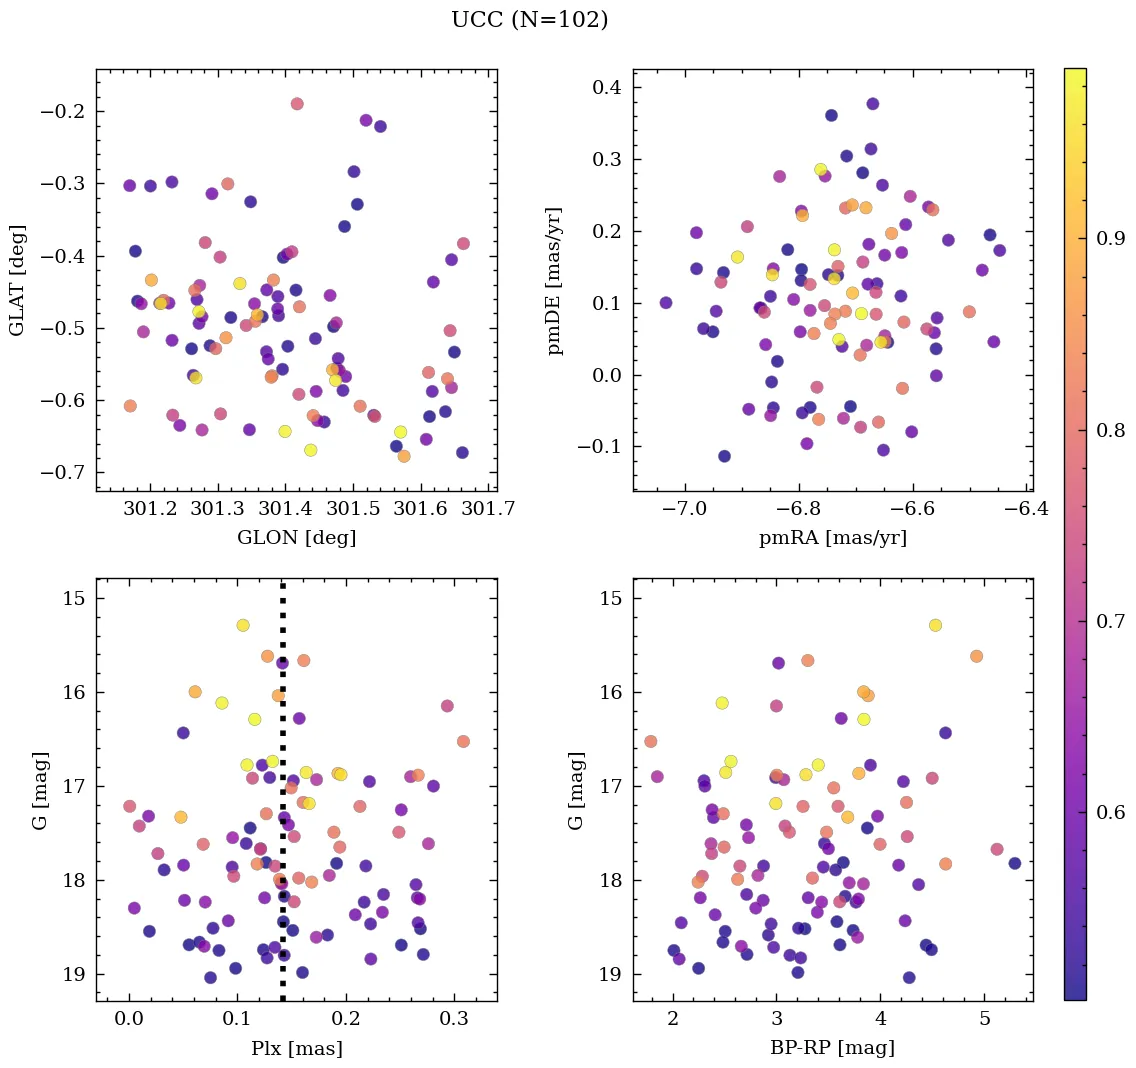 UCC (N=102)
−0.2
−0.3
−0.4
−0.5
−0.6
−0.7
GLAT [deg]
301.2 301.3 301.4 301.5 301.6 301.7
GLON [deg]
0.4
0.3
0.2
0.1
0.0
−0.1
pmDE [mas/yr]
−7.0 −6.8 −6.6 −6.4
pmRA [mas/yr]
15
16
17
18
19
G [mag]
0.0 0.1 0.2 0.3
Plx [mas]
15
16
17
18
19
G [mag]
2 3 4 5
BP-RP [mag]
0.9
0.8
0.7
0.6